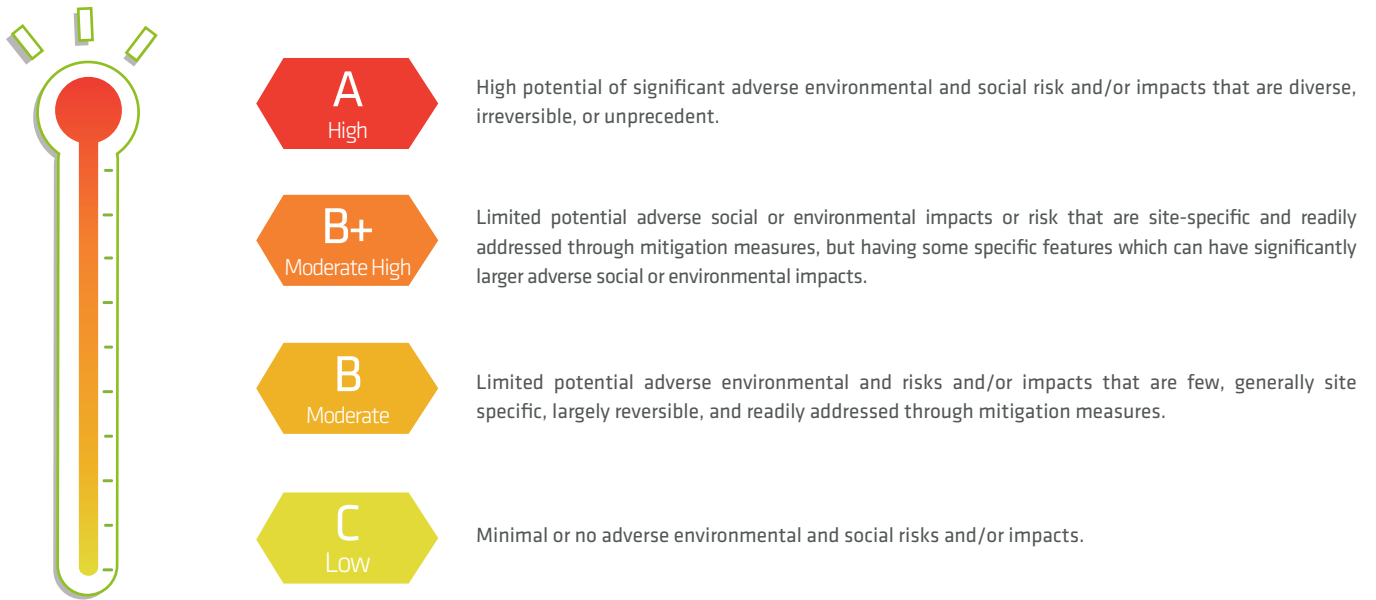 A
High
High potential of significant adverse environmental and social risk and/or impacts that are diverse,
irreversible, or unprecedent.
B+
Moderate High
Limited potential adverse social or environmental impacts or risk that are site-specific and readily
addressed through mitigation measures, but having some specific features which can have significantly
larger adverse social or environmental impacts.
B
Moderate
Limited potential adverse environmental and risks and/or impacts that are few, generally site
specific, largely reversible, and readily addressed through mitigation measures.
C
Low
Minimal or no adverse environmental and social risks and/or impacts.